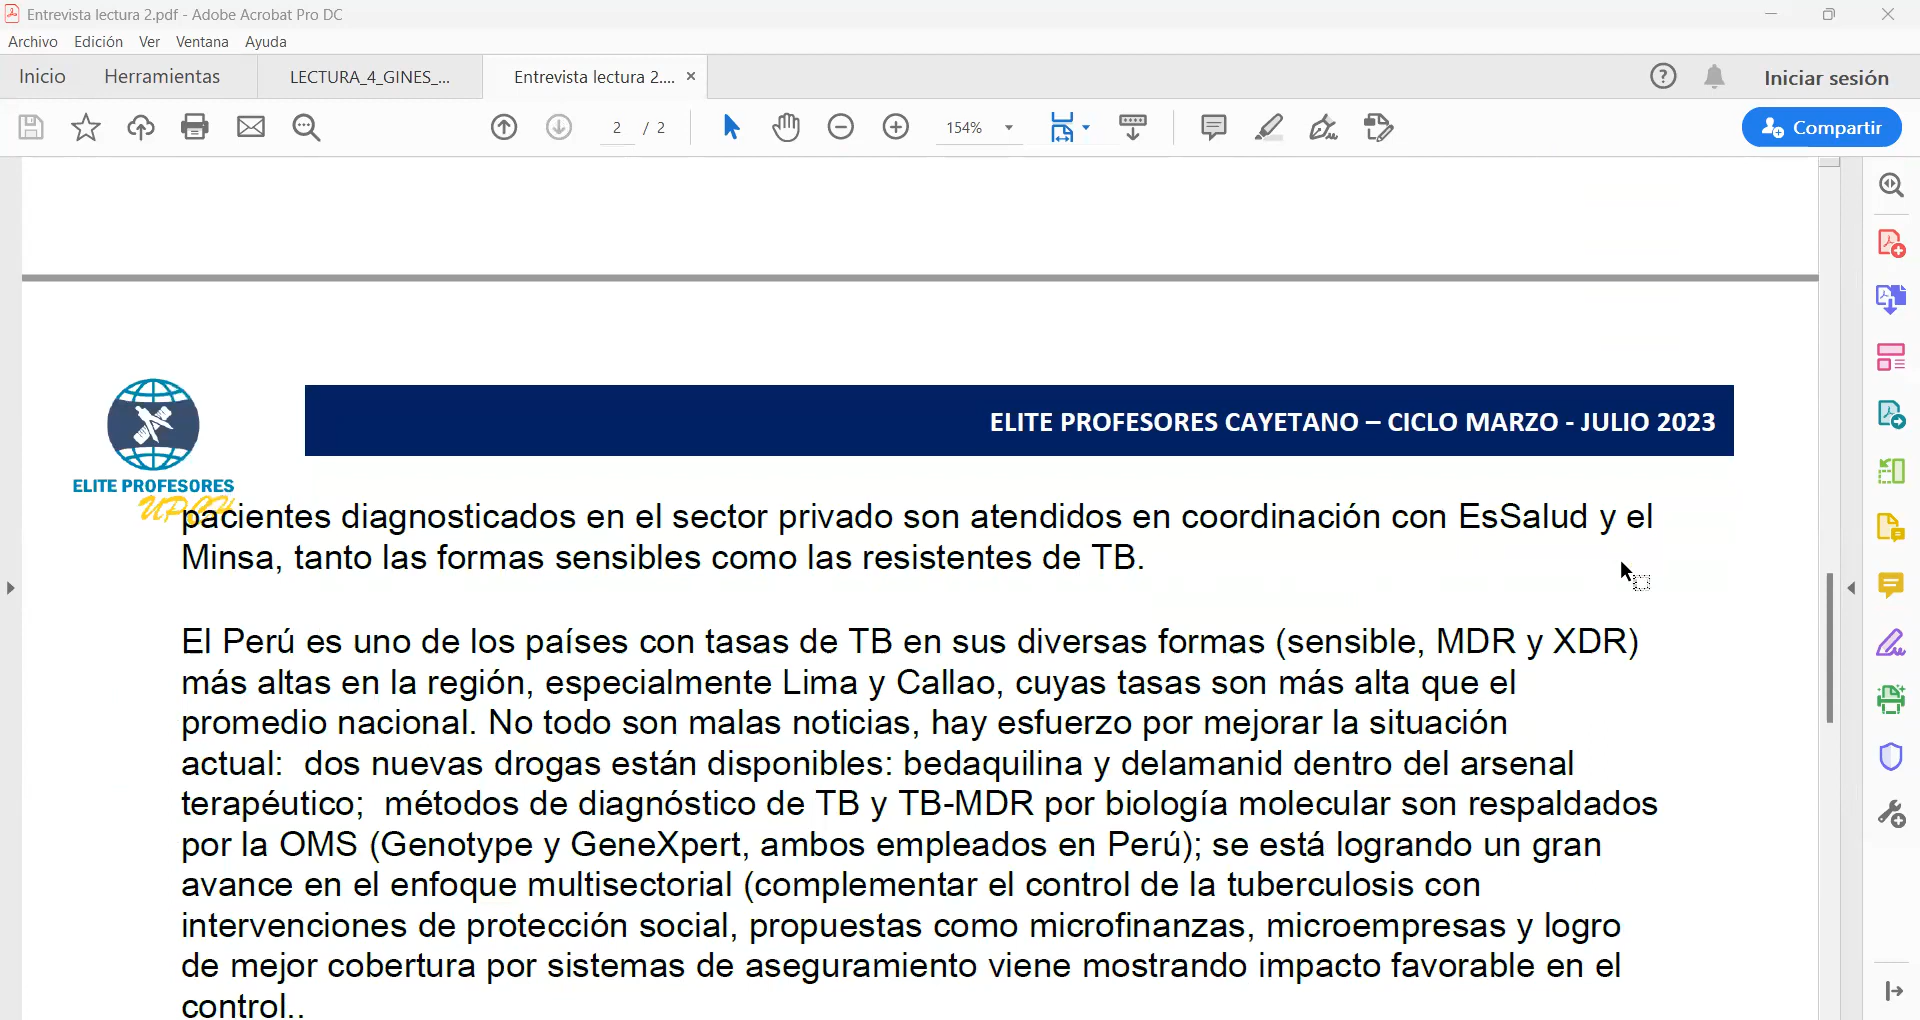 Entrevista lectura 2.pdf - Adobe Acrobat Pro DC
Archivo Edición Ver Ventana Ayuda
Inicio Herramientas LECTURA_4_GINES_... Entrevista lectura 2....
Iniciar sesión
2 / 2
154%
Compartir
ELITE PROFESORES CAYETANO – CICLO MARZO - JULIO 2023
ELITE PROFESORES
UPCH
pacientes diagnosticados en el sector privado son atendidos en coordinación con EsSalud y el
Minsa, tanto las formas sensibles como las resistentes de TB.
El Perú es uno de los países con tasas de TB en sus diversas formas (sensible, MDR y XDR)
más altas en la región, especialmente Lima y Callao, cuyas tasas son más alta que el
promedio nacional. No todo son malas noticias, hay esfuerzo por mejorar la situación
actual:  dos nuevas drogas están disponibles: bedaquilina y delamanid dentro del arsenal
terapéutico;  métodos de diagnóstico de TB y TB-MDR por biología molecular son respaldados
por la OMS (Genotype y GeneXpert, ambos empleados en Perú); se está logrando un gran
avance en el enfoque multisectorial (complementar el control de la tuberculosis con
intervenciones de protección social, propuestas como microfinanzas, microempresas y logro
de mejor cobertura por sistemas de aseguramiento viene mostrando impacto favorable en el
control..